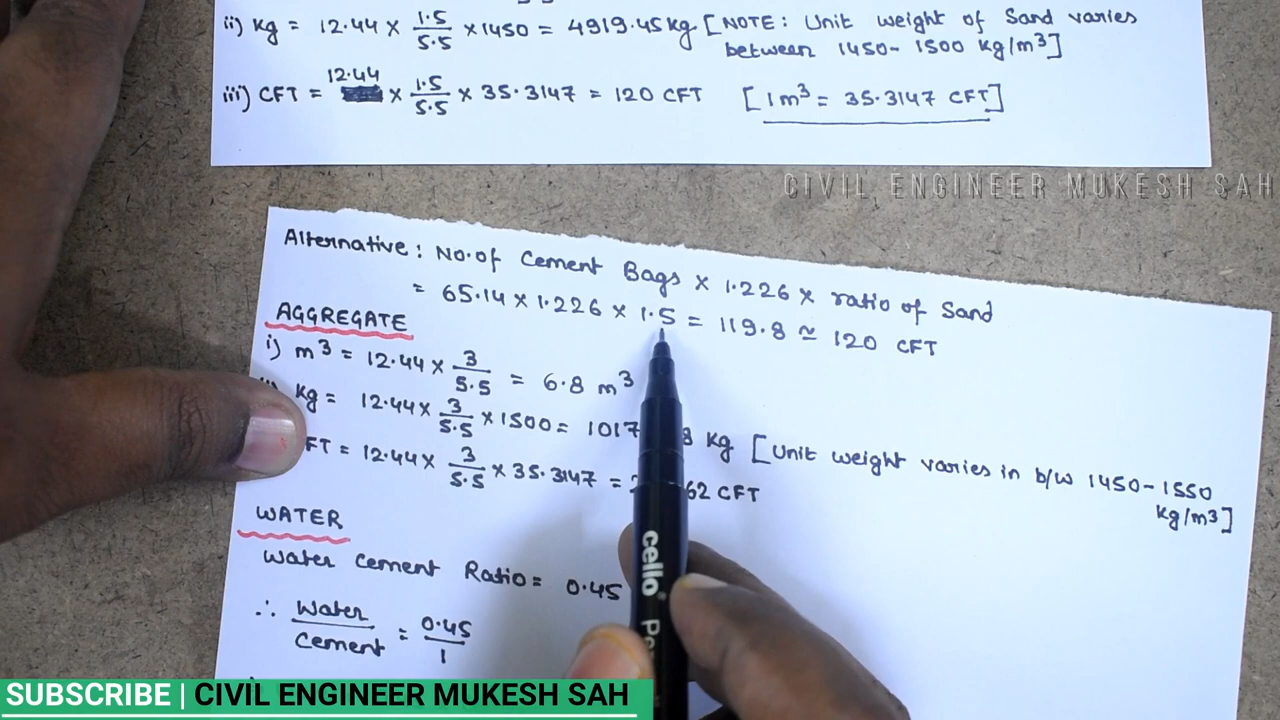 ii) Kg = 12.44 × 1.5/5.5 × 1450 = 4919.45 kg [NOTE: Unit weight of Sand varies
between 1450- 1500 kg/m³]
iii) CFT = 12.44 × 1.5/5.5 × 35.3147 = 120 CFT [1m³ = 35.3147 CFT]
CIVIL ENGINEER MUKESH SAH
Alternative: No.of Cement Bags × 1.226 × ratio of Sand
= 65.14 × 1.226 × 1.5 = 119.8 ≃ 120 CFT
AGGREGATE
i) m³ = 12.44 × 3/5.5 = 6.8 m³
Kg = 12.44 × 3/5.5 × 1500 = 1017 8 Kg [Unit weight varies in b/w 1450-1550
kg/m³]
FT = 12.44 × 3/5.5 × 35.3147 = 62 CFT
WATER
Water Cement Ratio = 0.45
∴ Water/Cement = 0.45/1
cello
SUBSCRIBE | CIVIL ENGINEER MUKESH SAH